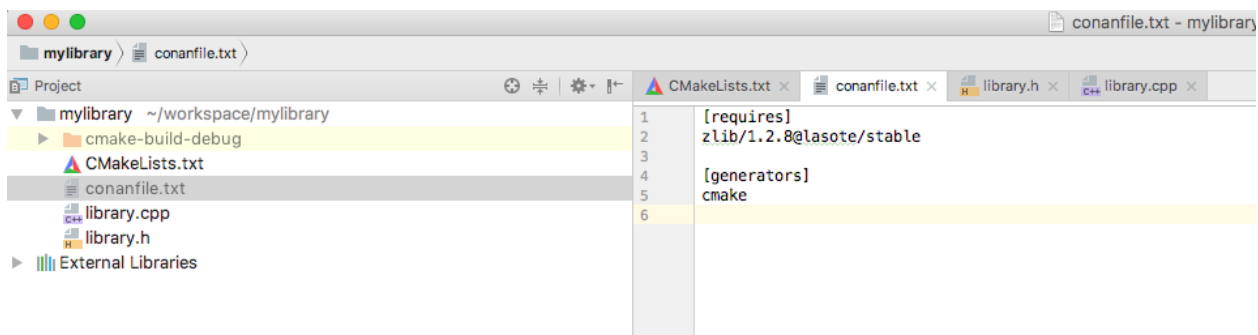 conanfile.txt - mylibrary
mylibrary conanfile.txt
Project
CMakeLists.txt conanfile.txt library.h library.cpp
mylibrary ~/workspace/mylibrary
cmake-build-debug
CMakeLists.txt
conanfile.txt
C++ library.cpp
H library.h
External Libraries
1 [requires]
2 zlib/1.2.8@lasote/stable
3
4 [generators]
5 cmake
6